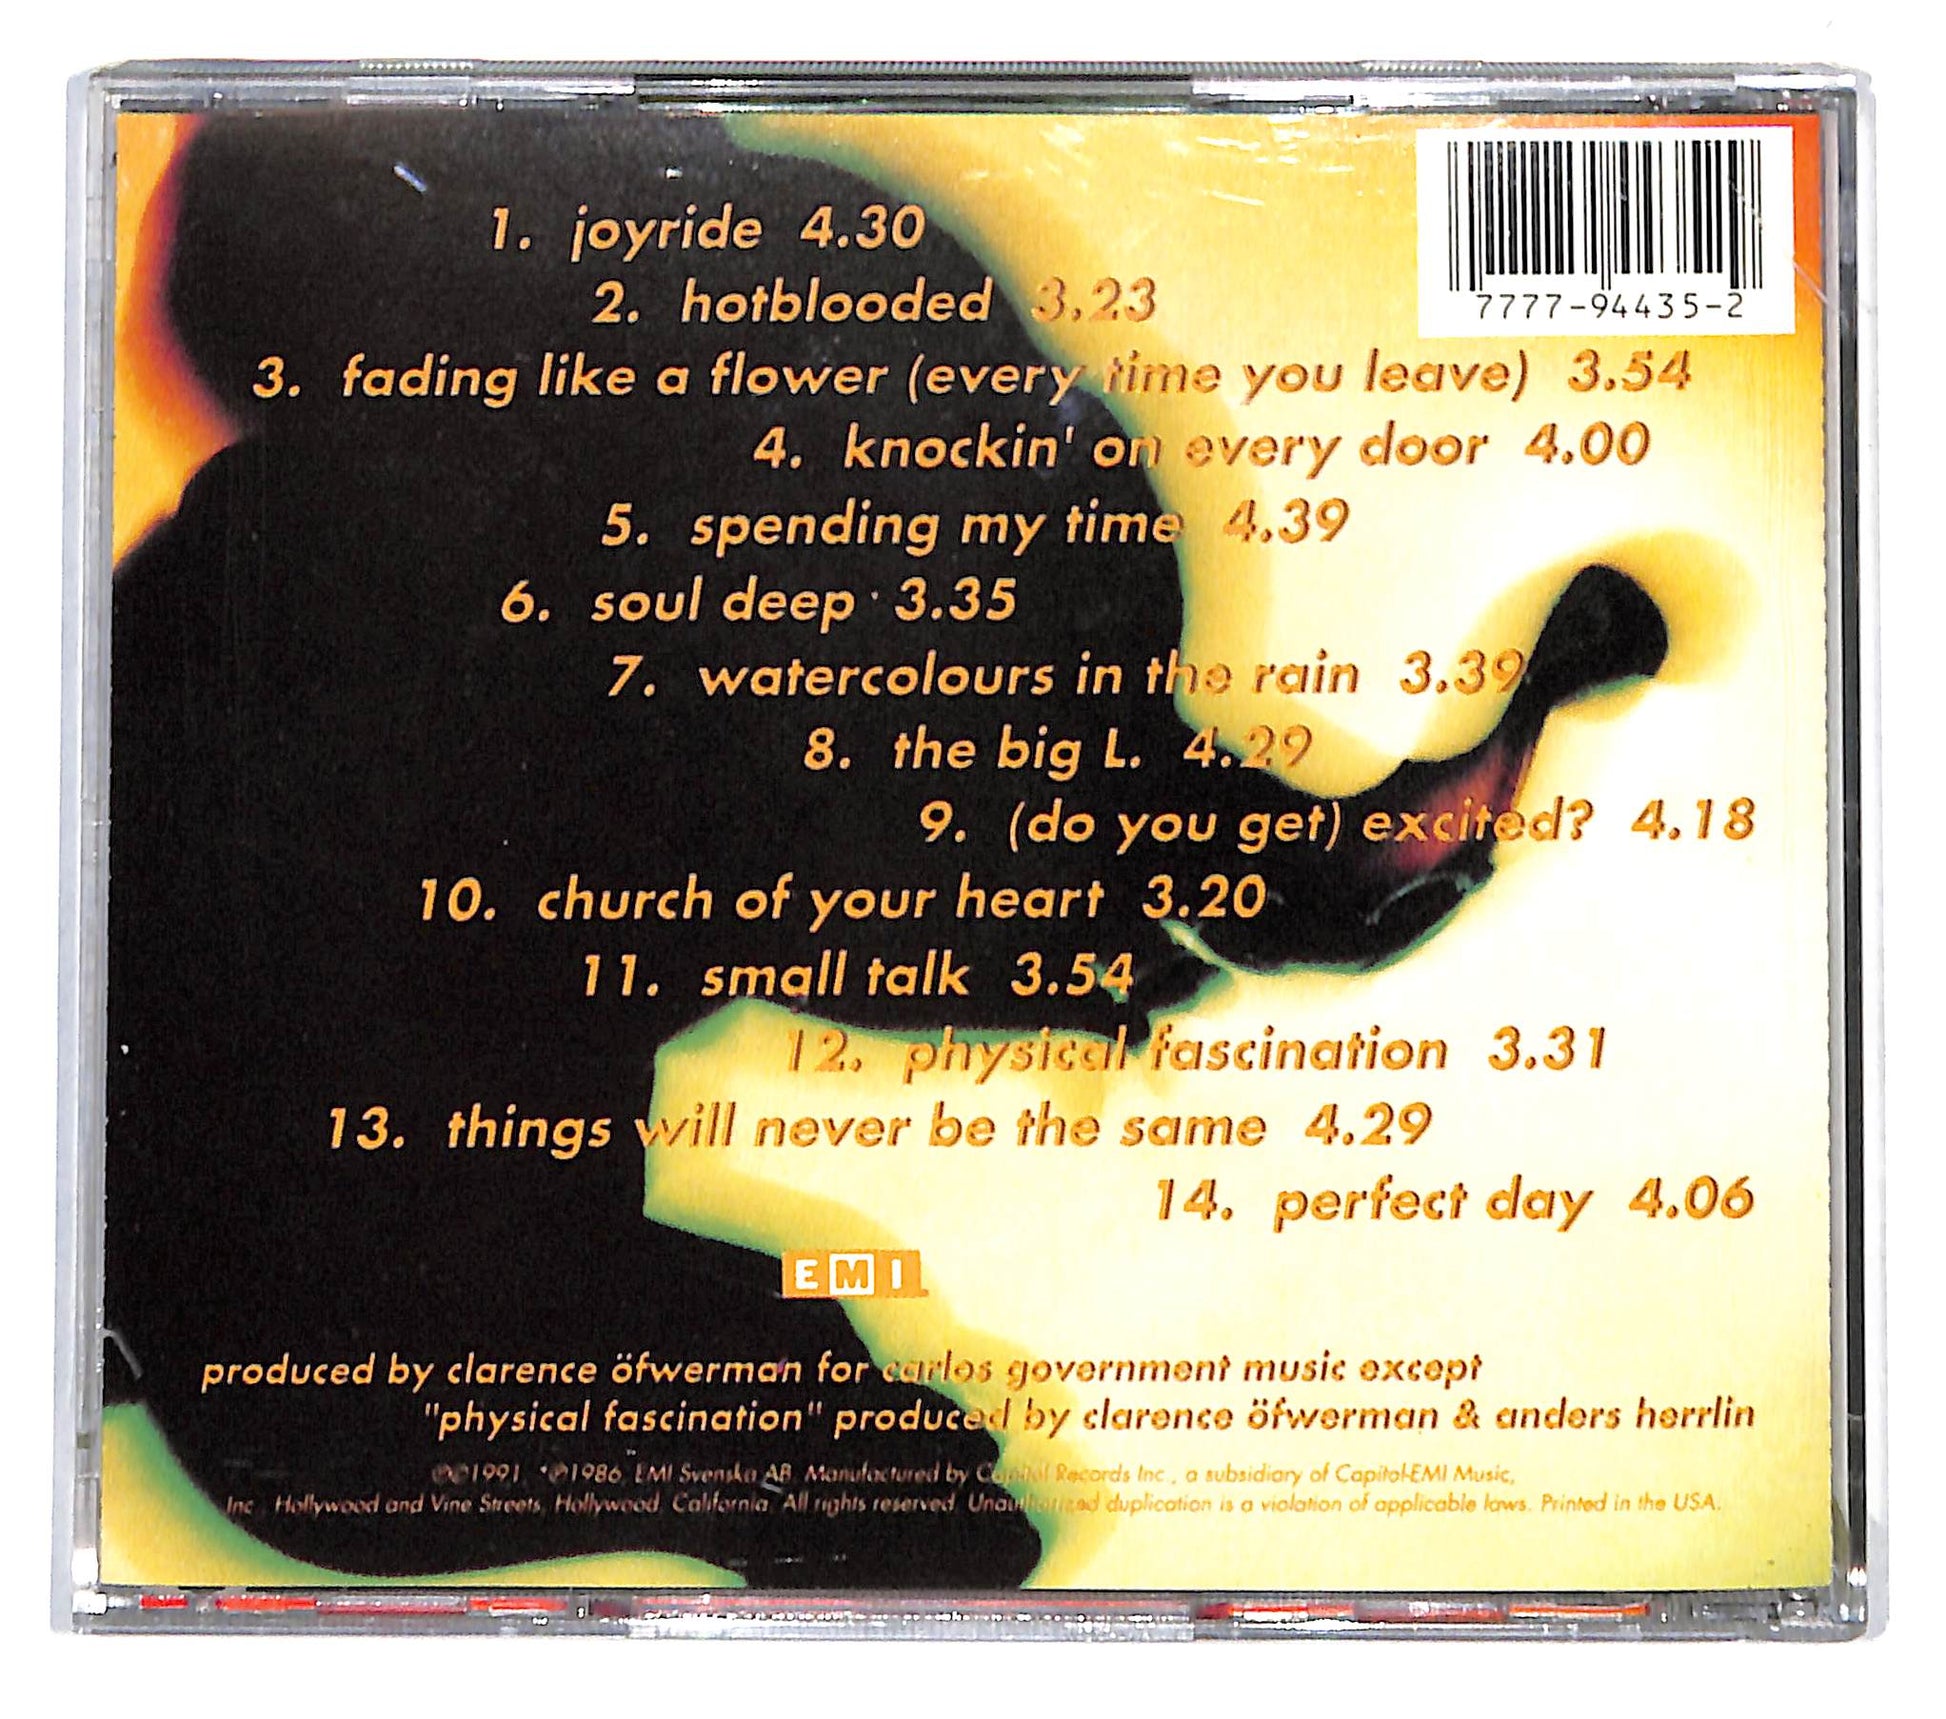 7777-94435-2
1. joyride 4.30
2. hotblooded 3.23
3. fading like a flower (every time you leave) 3.54
4. knockin' on every door 4.00
5. spending my time 4.39
6. soul deep 3.35
7. watercolours in the rain 3.39
8. the big L. 4.29
9. (do you get) excited? 4.18
10. church of your heart 3.20
11. small talk 3.54
12. physical fascination 3.31
13. things will never be the same 4.29
14. perfect day 4.06
EMI
produced by clarence öfwerman for carlos government music except
"physical fascination" produced by clarence öfwerman & anders herrlin
℗©1991, *℗1986, EMI Svenska AB. Manufactured by Capitol Records Inc., a subsidiary of Capitol-EMI Music,
Inc. Hollywood and Vine Streets, Hollywood, California. All rights reserved. Unauthorized duplication is a violation of applicable laws. Printed in the USA.